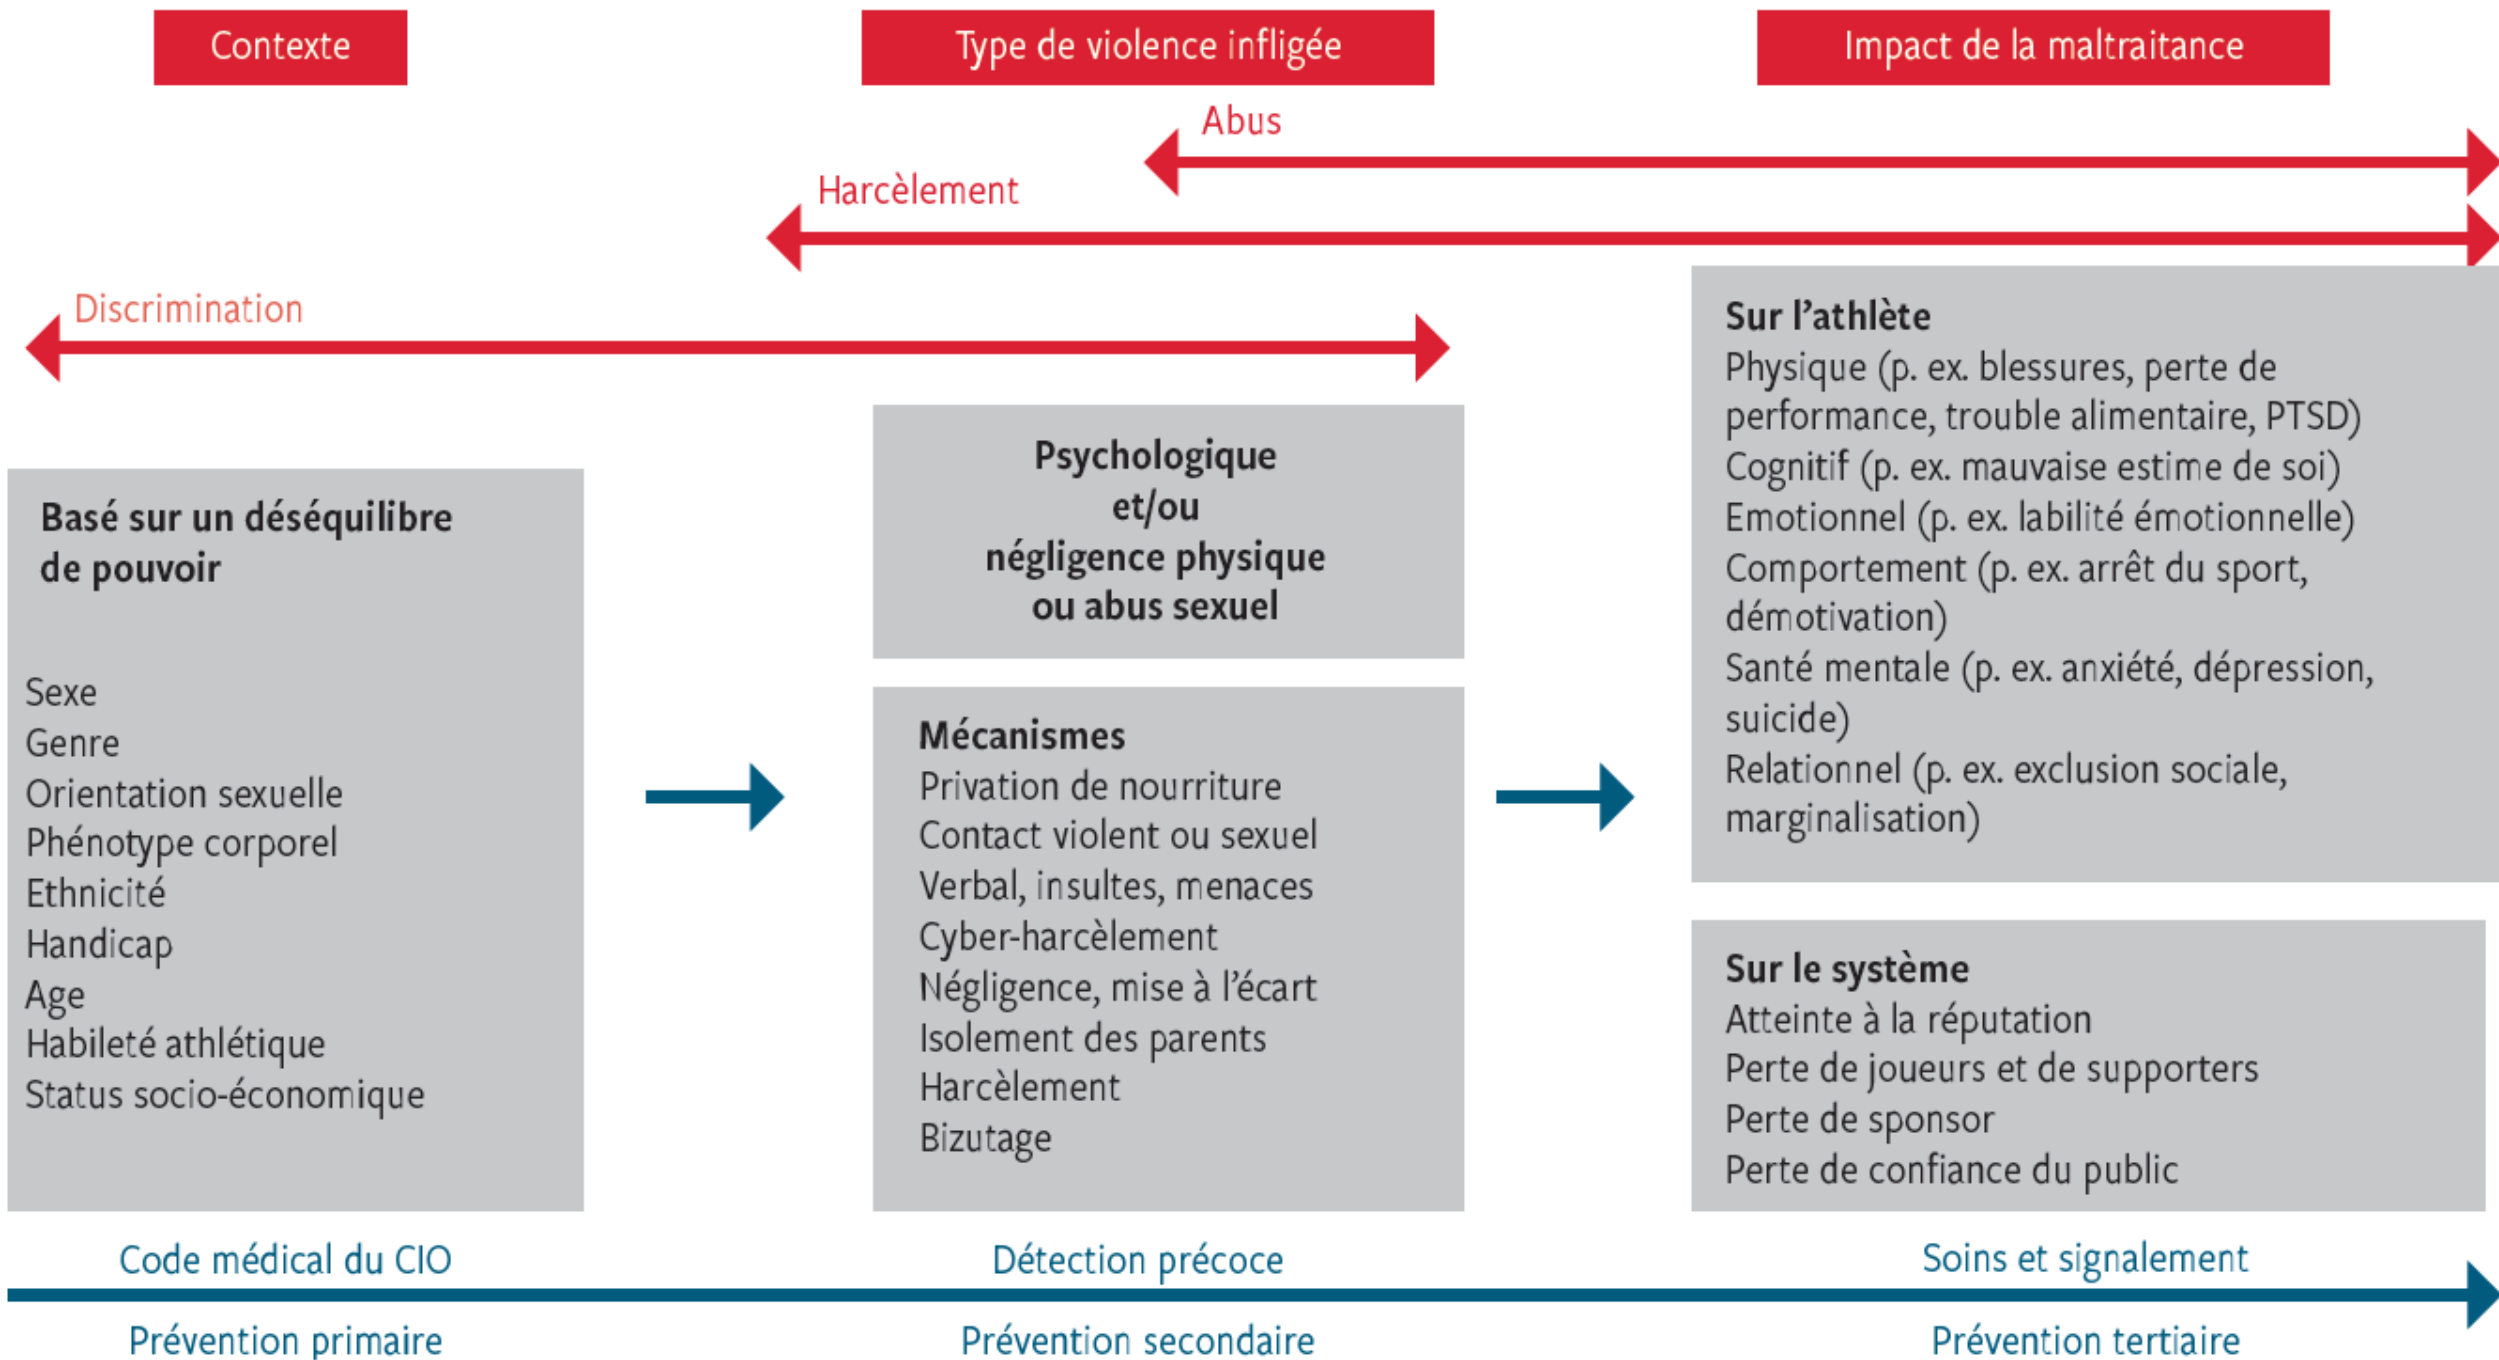 Contexte
Type de violence infligée
Impact de la maltraitance
Abus
Harcèlement
Discrimination
Basé sur un déséquilibre
de pouvoir
Sexe
Genre
Orientation sexuelle
Phénotype corporel
Ethnicité
Handicap
Age
Habileté athlétique
Status socio-économique
Psychologique
et/ou
négligence physique
ou abus sexuel
Mécanismes
Privation de nourriture
Contact violent ou sexuel
Verbal, insultes, menaces
Cyber-harcèlement
Négligence, mise à l’écart
Isolement des parents
Harcèlement
Bizutage
Sur l’athlète
Physique (p. ex. blessures, perte de
performance, trouble alimentaire, PTSD)
Cognitif (p. ex. mauvaise estime de soi)
Emotionnel (p. ex. labilité émotionnelle)
Comportement (p. ex. arrêt du sport,
démotivation)
Santé mentale (p. ex. anxiété, dépression,
suicide)
Relationnel (p. ex. exclusion sociale,
marginalisation)
Sur le système
Atteinte à la réputation
Perte de joueurs et de supporters
Perte de sponsor
Perte de confiance du public
Code médical du CIO
Détection précoce
Soins et signalement
Prévention primaire
Prévention secondaire
Prévention tertiaire